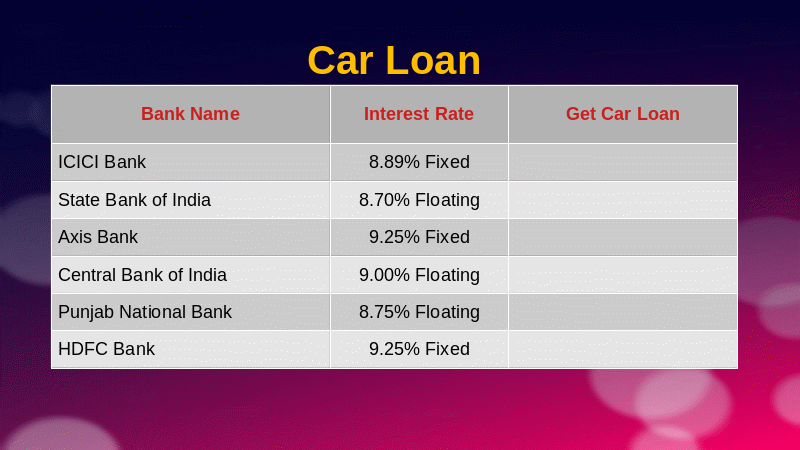 Car Loan
Bank Name Interest Rate Get Car Loan
ICICI Bank 8.89% Fixed
State Bank of India 8.70% Floating
Axis Bank 9.25% Fixed
Central Bank of India 9.00% Floating
Punjab National Bank 8.75% Floating
HDFC Bank 9.25% Fixed